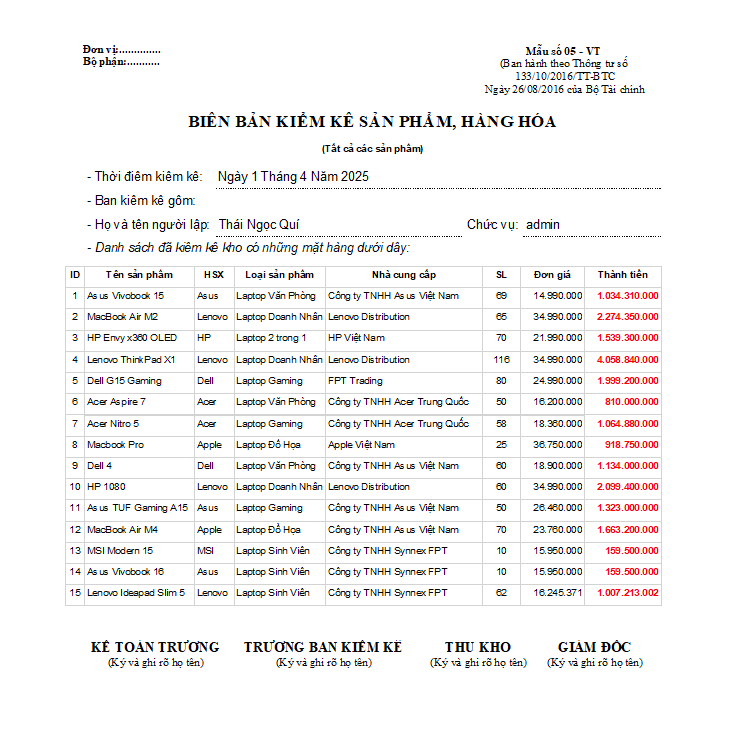 Đơn vị:..............
Bộ phận:...........
Mẫu số 05 - VT
(Ban hành theo Thông tư số
133/10/2016/TT-BTC
Ngày 26/08/2016 của Bộ Tài chính
BIÊN BẢN KIỂM KÊ SẢN PHẨM, HÀNG HÓA
(Tất cả các sản phẩm)
- Thời điểm kiểm kê: Ngày 1 Tháng 4 Năm 2025
- Ban kiểm kê gồm:
- Họ và tên người lập: Thái Ngọc Quí Chức vụ: admin
- Danh sách đã kiểm kê kho có những mặt hàng dưới dây:
ID Tên sản phẩm HSX Loại sản phẩm Nhà cung cấp SL Đơn giá Thành tiền
1 Asus Vivobook 15 Asus Laptop Văn Phòng Công ty TNHH Asus Việt Nam 69 14.990.000 1.034.310.000
2 MacBook Air M2 Lenovo Laptop Doanh Nhân Lenovo Distribution 65 34.990.000 2.274.350.000
3 HP Envy x360 OLED HP Laptop 2 trong 1 HP Việt Nam 70 21.990.000 1.539.300.000
4 Lenovo ThinkPad X1 Lenovo Laptop Doanh Nhân Lenovo Distribution 116 34.990.000 4.058.840.000
5 Dell G15 Gaming Dell Laptop Gaming FPT Trading 80 24.990.000 1.999.200.000
6 Acer Aspire 7 Acer Laptop Văn Phòng Công ty TNHH Acer Trung Quốc 50 16.200.000 810.000.000
7 Acer Nitro 5 Acer Laptop Gaming Công ty TNHH Acer Trung Quốc 58 18.360.000 1.064.880.000
8 Macbook Pro Apple Laptop Đồ Họa Apple Việt Nam 25 36.750.000 918.750.000
9 Dell 4 Dell Laptop Văn Phòng Công ty TNHH Asus Việt Nam 60 18.900.000 1.134.000.000
10 HP 1080 Lenovo Laptop Doanh Nhân Lenovo Distribution 60 34.990.000 2.099.400.000
11 Asus TUF Gaming A15 Asus Laptop Gaming Công ty TNHH Asus Việt Nam 50 26.460.000 1.323.000.000
12 MacBook Air M4 Apple Laptop Đồ Họa Công ty TNHH Asus Việt Nam 70 23.760.000 1.663.200.000
13 MSI Modern 15 MSI Laptop Sinh Viên Công ty TNHH Synnex FPT 10 15.950.000 159.500.000
14 Asus Vivobook 16 Asus Laptop Sinh Viên Công ty TNHH Synnex FPT 10 15.950.000 159.500.000
15 Lenovo Ideapad Slim 5 Lenovo Laptop Sinh Viên Công ty TNHH Synnex FPT 62 16.245.371 1.007.213.002
KẾ TOÁN TRƯỞNG TRƯỞNG BAN KIỂM KÊ THỦ KHO GIÁM ĐỐC
(Ký và ghi rõ họ tên) (Ký và ghi rõ họ tên) (Ký và ghi rõ họ tên) (Ký và ghi rõ họ tên)